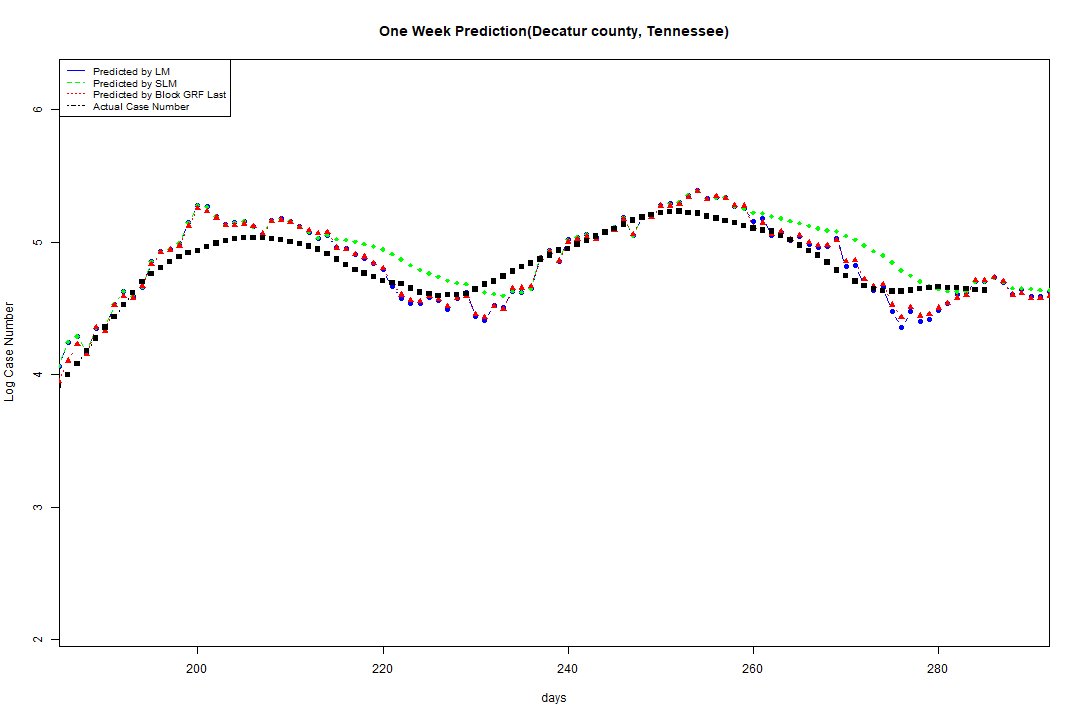 One Week Prediction(Decatur county, Tennessee)
Predicted by LM
Predicted by SLM
Predicted by Block GRF Last
Actual Case Number
6
5
4
3
2
Log Case Number
200 220 240 260 280
days